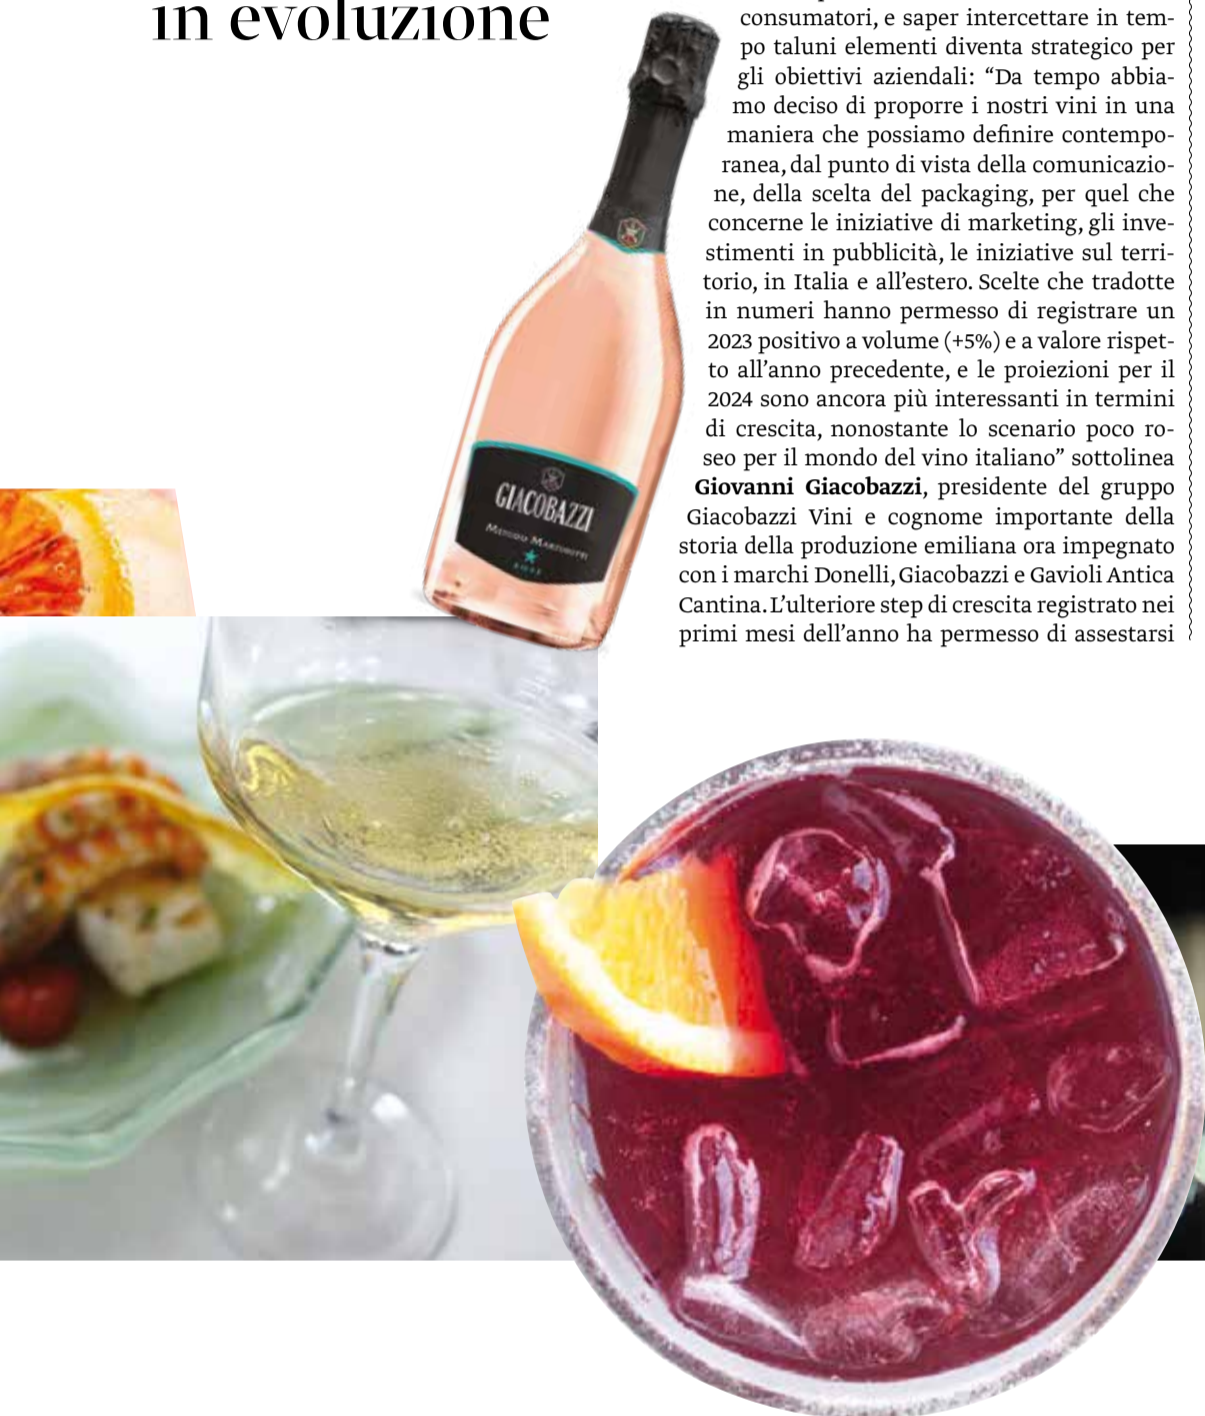 in evoluzione
consumatori, e saper intercettare in tem-
po taluni elementi diventa strategico per
gli obiettivi aziendali: “Da tempo abbia-
mo deciso di proporre i nostri vini in una
maniera che possiamo definire contempo-
ranea, dal punto di vista della comunicazio-
ne, della scelta del packaging, per quel che
concerne le iniziative di marketing, gli inve-
stimenti in pubblicità, le iniziative sul terri-
torio, in Italia e all’estero. Scelte che tradotte
in numeri hanno permesso di registrare un
2023 positivo a volume (+5%) e a valore rispet-
to all’anno precedente, e le proiezioni per il
2024 sono ancora più interessanti in termini
di crescita, nonostante lo scenario poco ro-
seo per il mondo del vino italiano” sottolinea
Giovanni Giacobazzi, presidente del gruppo
Giacobazzi Vini e cognome importante della
storia della produzione emiliana ora impegnato
con i marchi Donelli, Giacobazzi e Gavioli Antica
Cantina. L’ulteriore step di crescita registrato nei
primi mesi dell’anno ha permesso di assestarsi
GIACOBAZZI
Metodo Martinotti